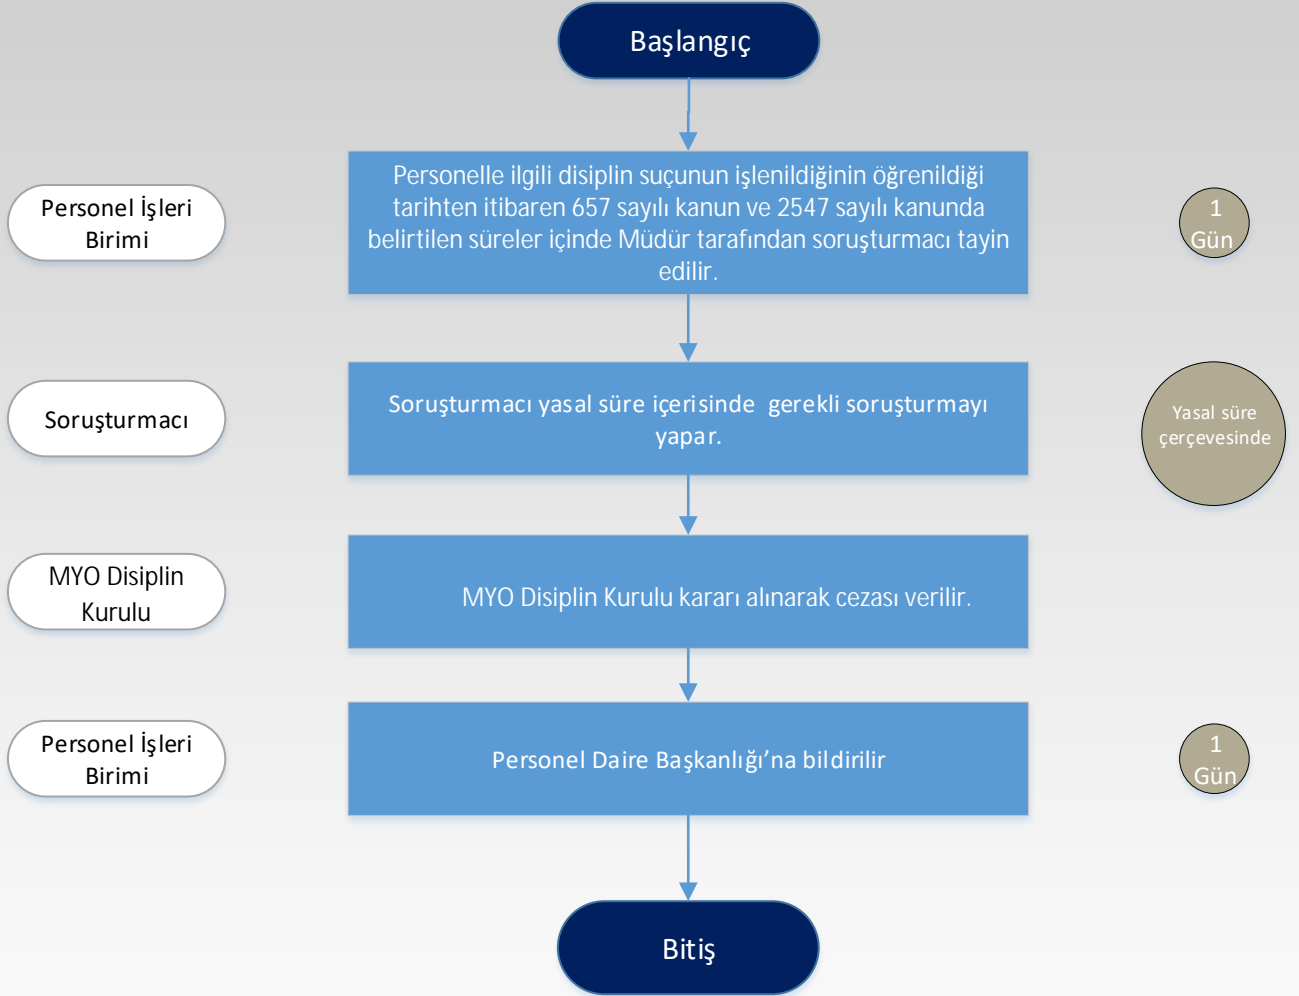 Başlangıç
Personel İşleri
Birimi
Personelle ilgili disiplin suçunun işlenildiğinin öğrenildiği
tarihten itibaren 657 sayılı kanun ve 2547 sayılı kanunda
belirtilen süreler içinde Müdür tarafından soruşturmacı tayin
edilir.
1
Gün
Soruşturmacı
Soruşturmacı yasal süre içerisinde gerekli soruşturmayı
yapar.
Yasal süre
çerçevesinde
MYO Disiplin
Kurulu
MYO Disiplin Kurulu kararı alınarak cezası verilir.
Personel İşleri
Birimi
Personel Daire Başkanlığı’na bildirilir
1
Gün
Bitiş